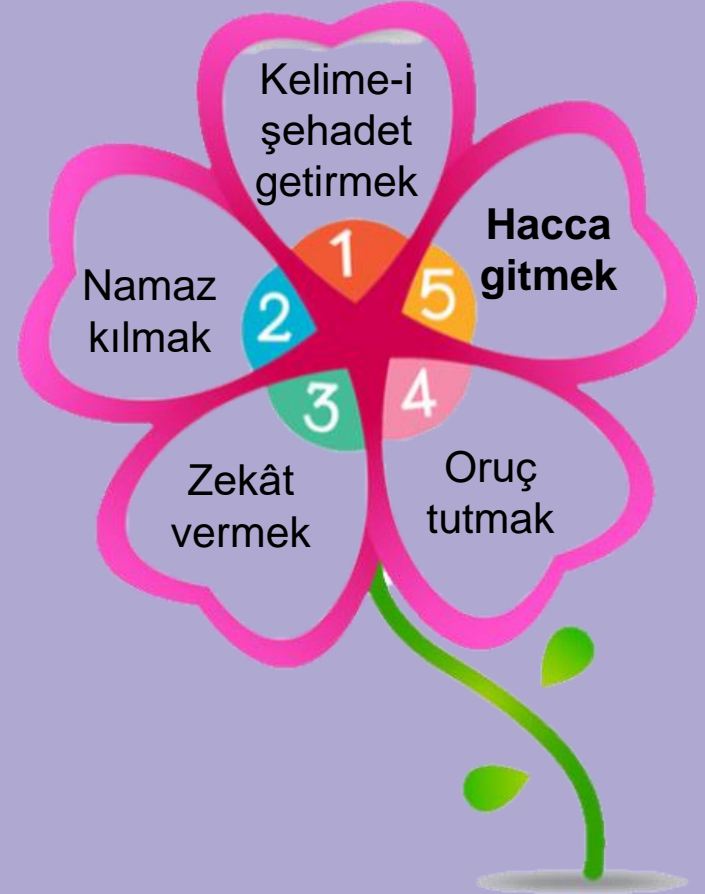 Kelime-i
şehadet
getirmek
1
Namaz
kılmak
2
Zekât
vermek
3
Oruç
tutmak
4
Hacca
gitmek
5